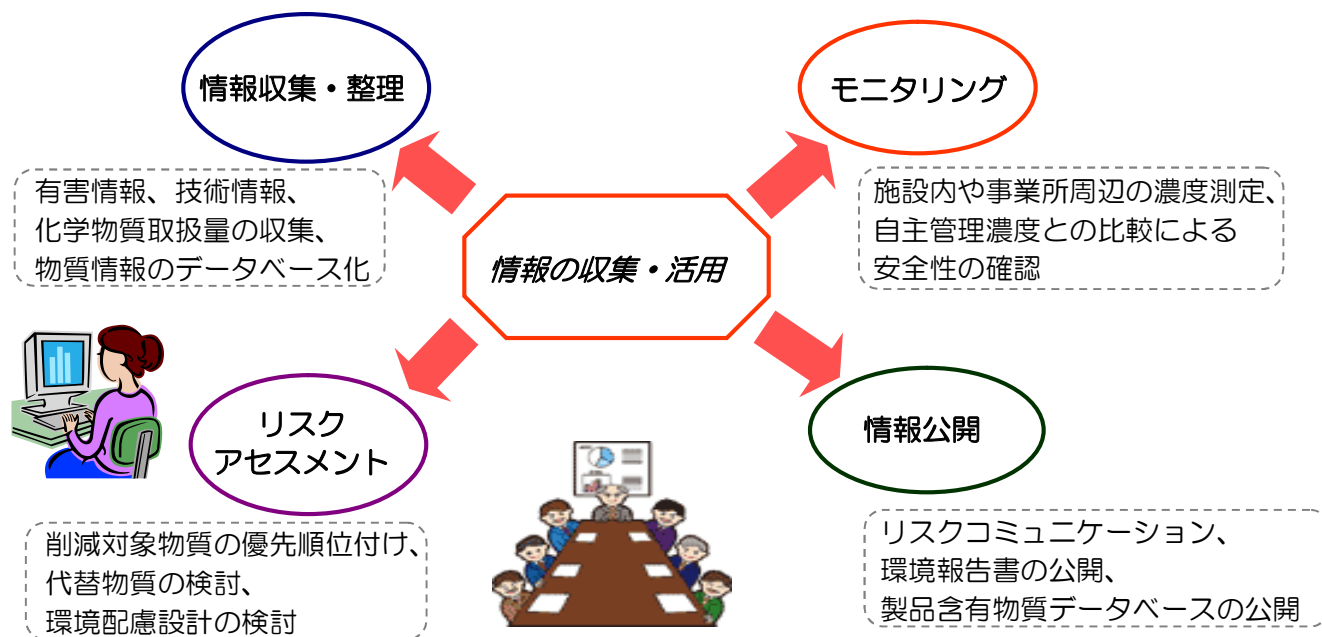 情報収集・整理
有害情報、技術情報、
化学物質取扱量の収集、
物質情報のデータベース化
モニタリング
施設内や事業所周辺の濃度測定、
自主管理濃度との比較による
安全性の確認
情報の収集・活用
リスク
アセスメント
削減対象物質の優先順位付け、
代替物質の検討、
環境配慮設計の検討
情報公開
リスクコミュニケーション、
環境報告書の公開、
製品含有物質データベースの公開